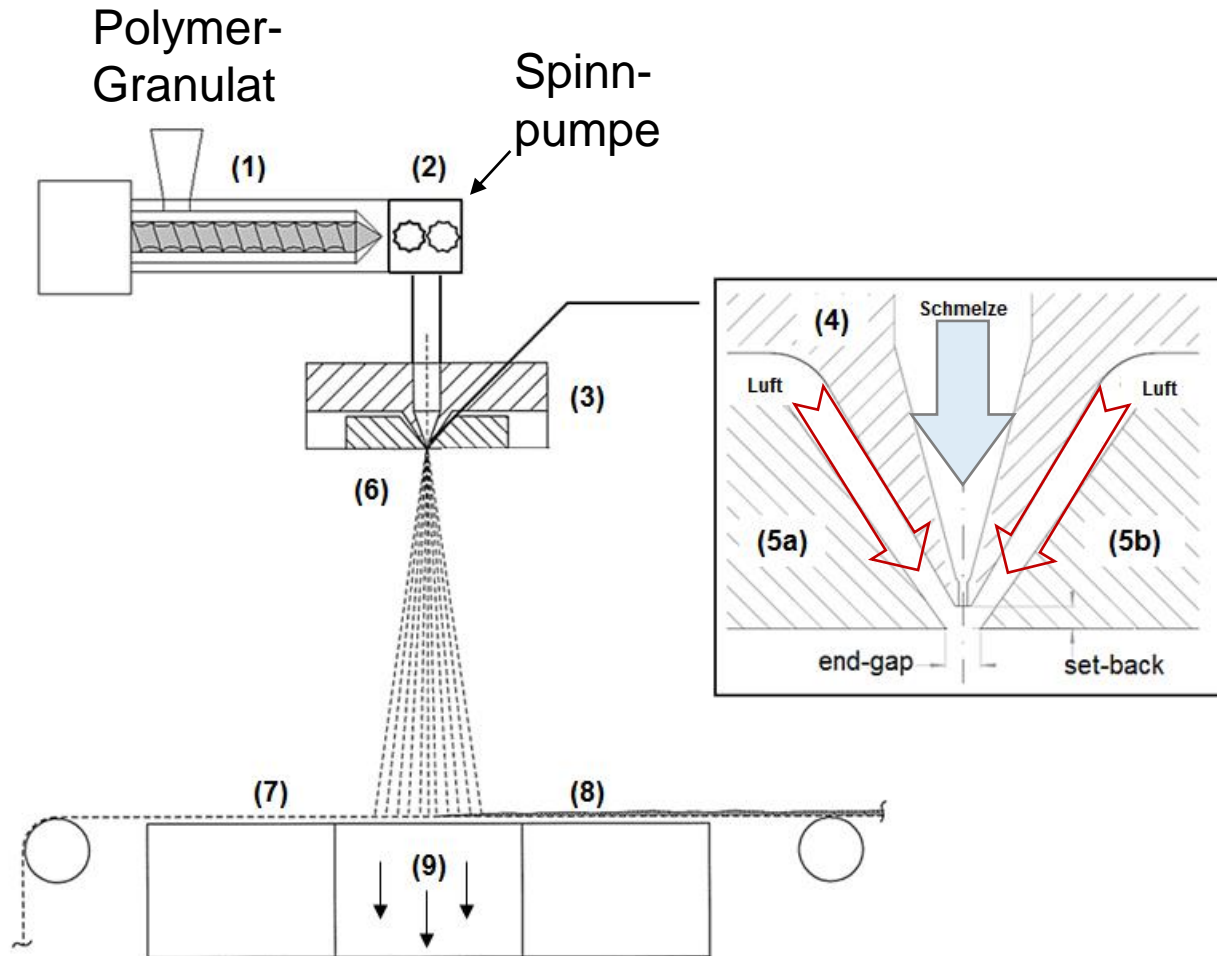 Polymer-
Granulat
Spinn-
pumpe
(1)
(2)
(3)
(4)
Schmelze
Luft
Luft
(5a)
(5b)
end-gap
set-back
(6)
(7)
(8)
(9)